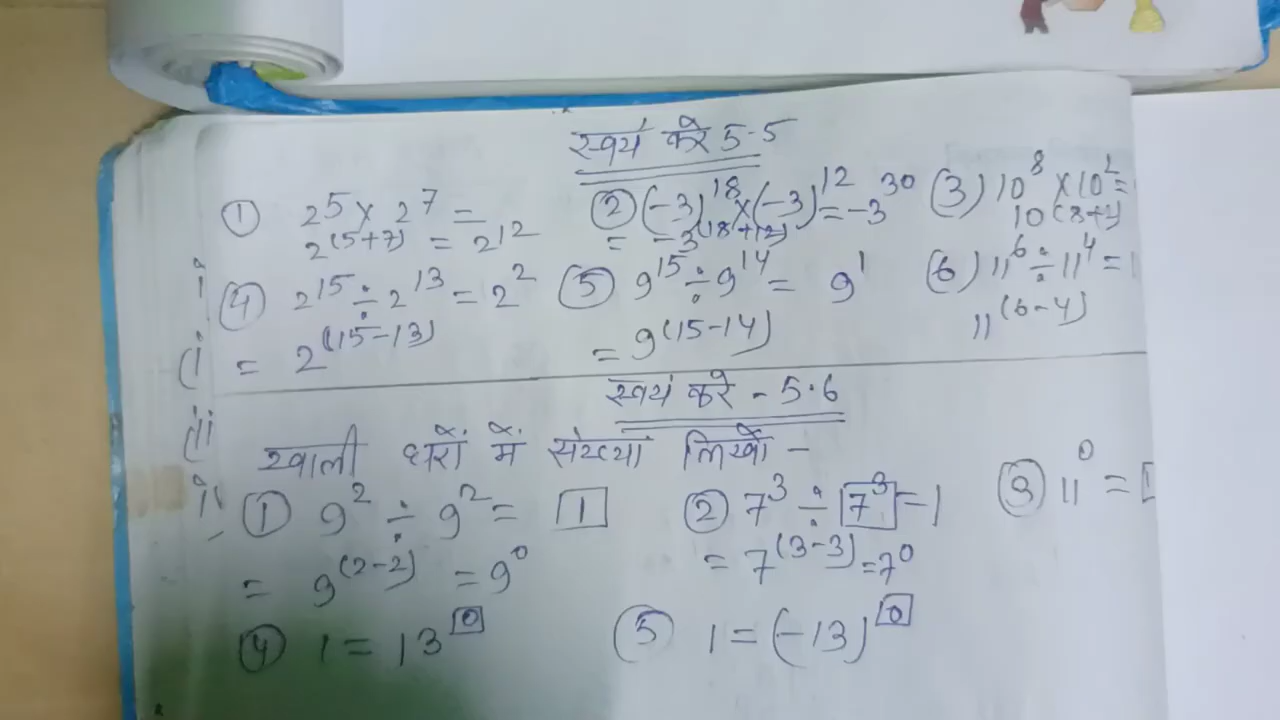 स्वयं करे 5.5
① 2⁵ × 2⁷ = ② (-3)¹⁸ × (-3)¹² = -3³⁰ (3) 10⁸ × 10² =
2⁽⁵⁺⁷⁾ = 2¹² = -3⁽¹⁸⁺¹²⁾ 10⁽⁸⁺²⁾
④ 2¹⁵ ÷ 2¹³ = 2² ⑤ 9¹⁵ ÷ 9¹⁴ = 9¹ (6) 11⁶ ÷ 11⁴ =
= 2⁽¹⁵⁻¹³⁾ = 9⁽¹⁵⁻¹⁴⁾ 11⁽⁶⁻⁴⁾
स्वयं करे - 5.6
खाली घरों में संख्या लिखों -
① 9² ÷ 9² = 1 ② 7³ ÷ 7³ = 1 ③ 11⁰ =
= 9⁽²⁻²⁾ = 9⁰ = 7⁽³⁻³⁾ = 7⁰
④ 1 = 13⁰ ⑤ 1 = (-13)⁰